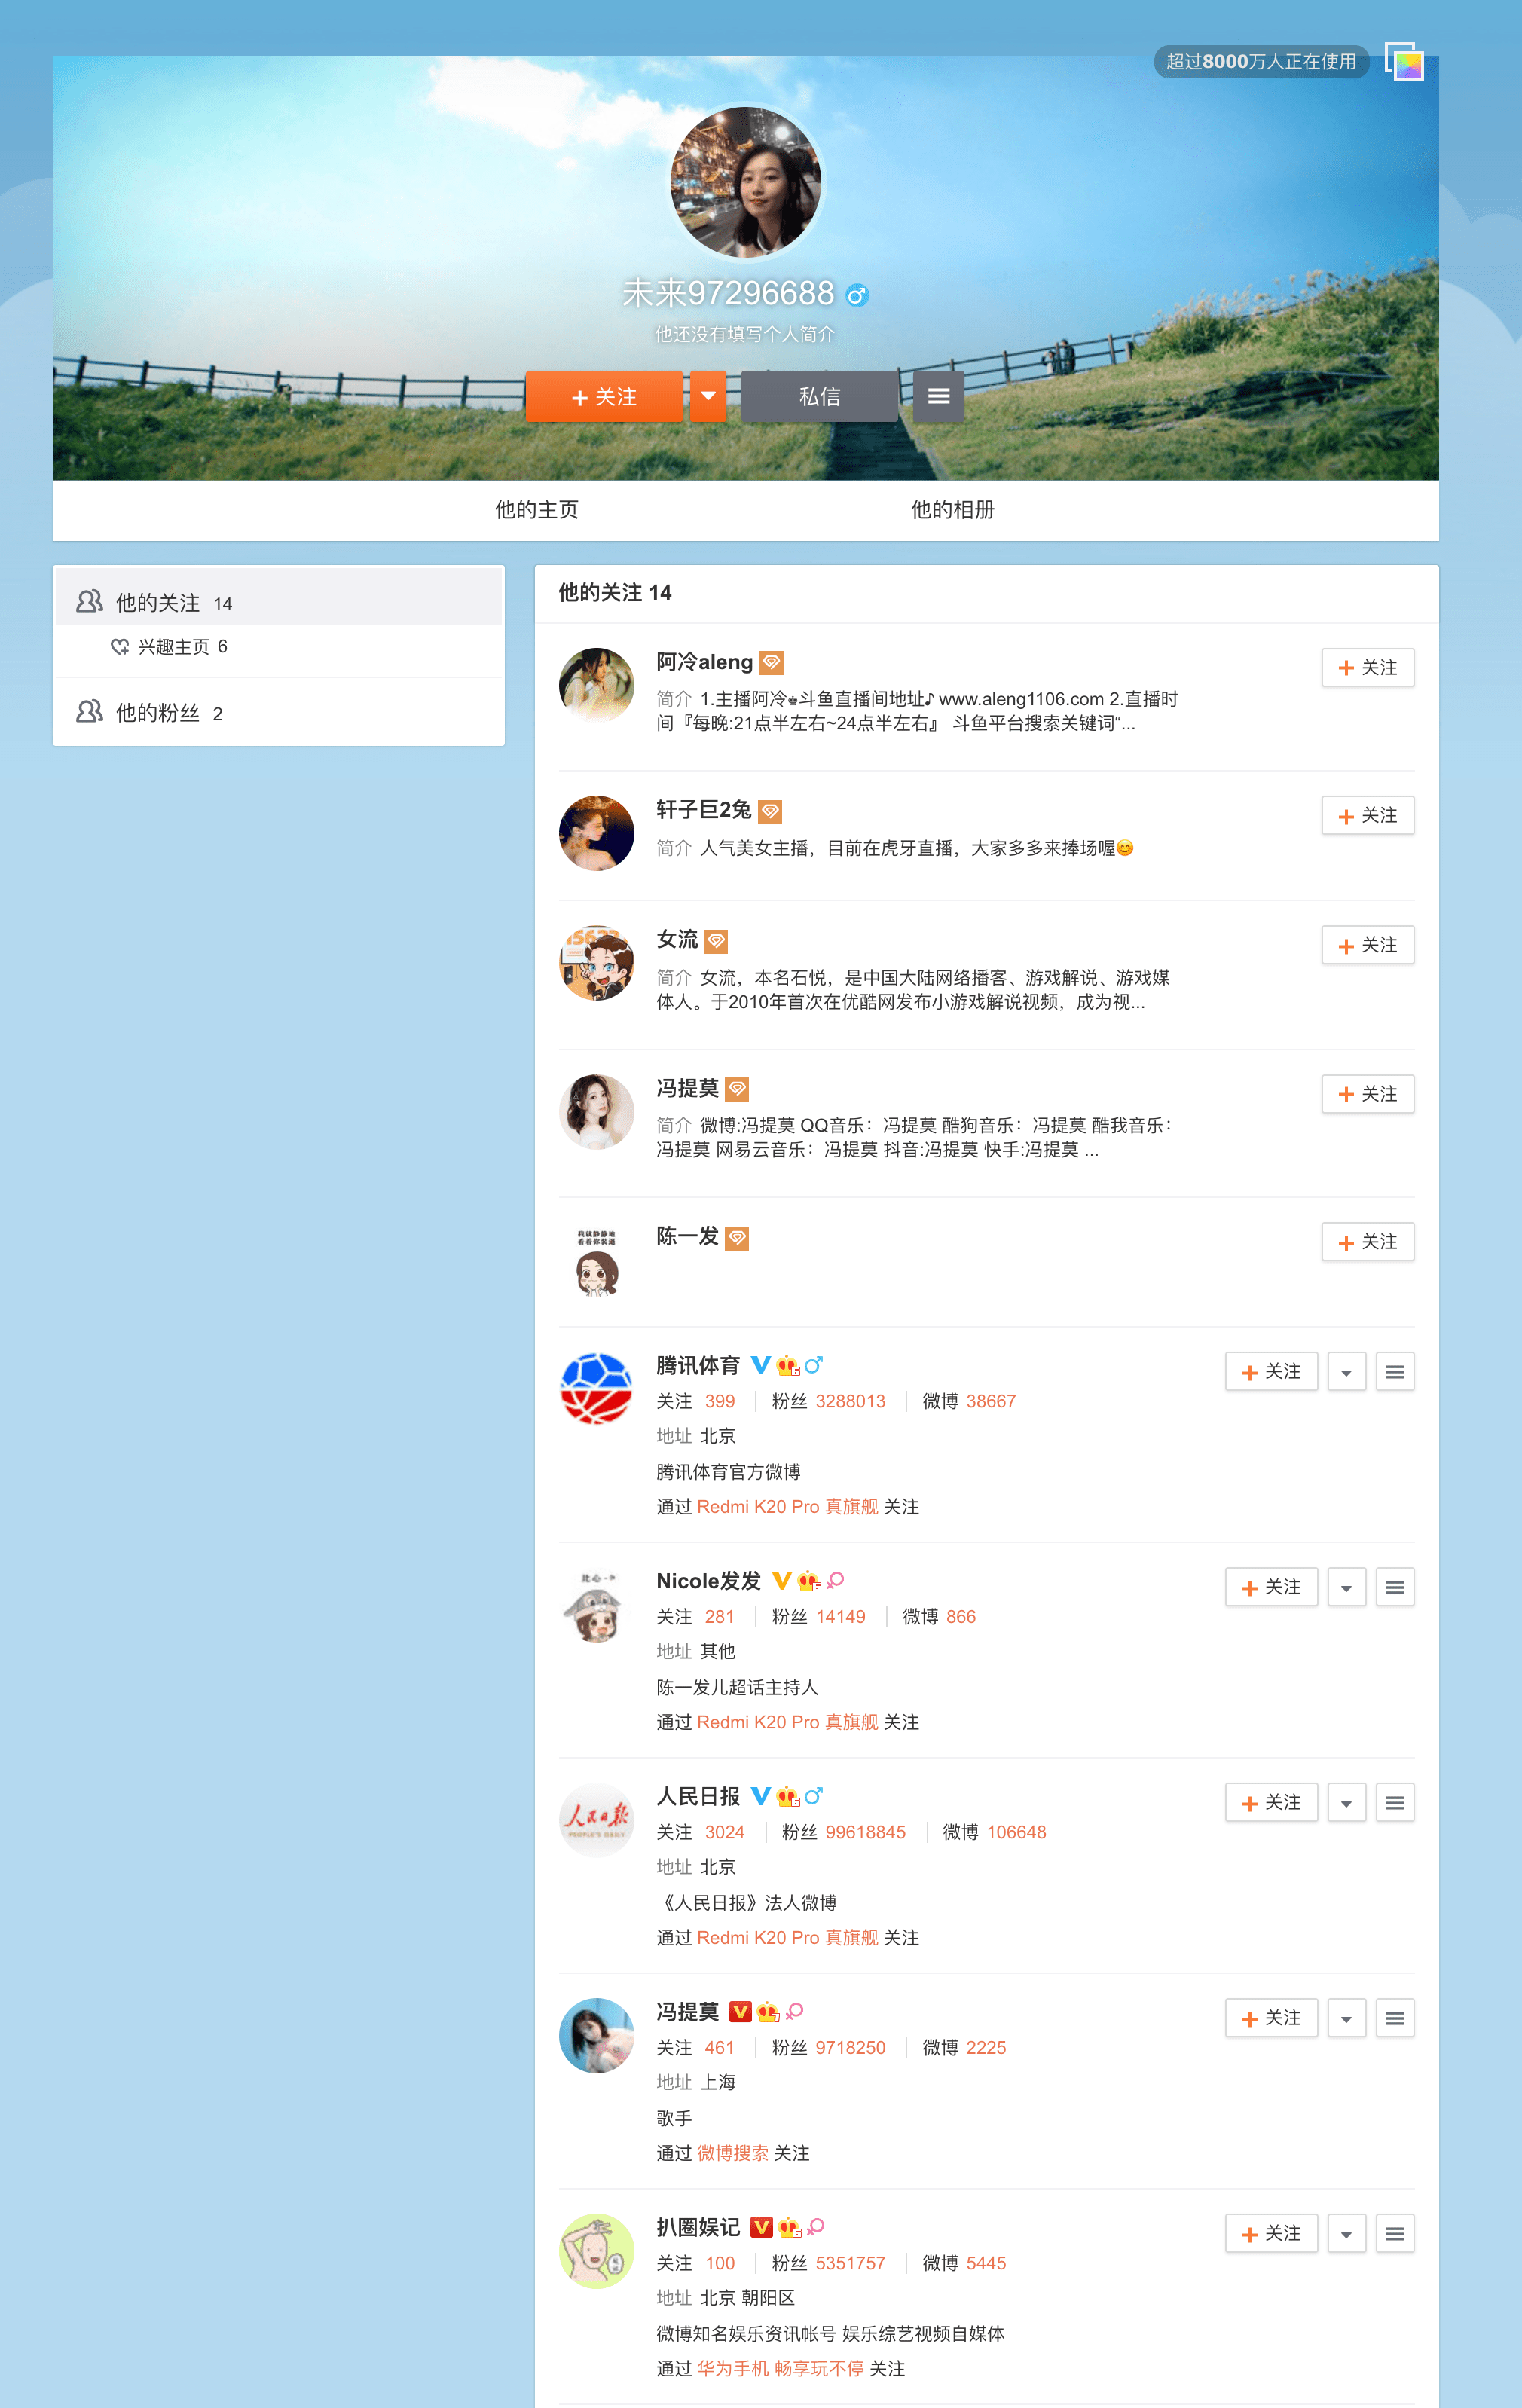 超过8000万人正在使用
未来97296688
他还没有填写个人简介
+ 关注
私信
他的主页
他的相册
他的关注 14
兴趣主页 6
他的粉丝 2
他的关注 14
阿冷aleng
+ 关注
简介 1.主播阿冷♚斗鱼直播间地址♪ www.aleng1106.com 2.直播时
间『每晚:21点半左右~24点半左右』 斗鱼平台搜索关键词“...
轩子巨2兔
+ 关注
简介 人气美女主播，目前在虎牙直播，大家多多来捧场喔😊
女流
+ 关注
简介 女流，本名石悦，是中国大陆网络播客、游戏解说、游戏媒
体人。于2010年首次在优酷网发布小游戏解说视频，成为视...
冯提莫
+ 关注
简介 微博:冯提莫 QQ音乐：冯提莫 酷狗音乐：冯提莫 酷我音乐：
冯提莫 网易云音乐：冯提莫 抖音:冯提莫 快手:冯提莫 ...
我就静静地
看着你装逼
陈一发
+ 关注
腾讯体育
+ 关注
关注 399 粉丝 3288013 微博 38667
地址 北京
腾讯体育官方微博
通过 Redmi K20 Pro 真旗舰 关注
Nicole发发
+ 关注
关注 281 粉丝 14149 微博 866
地址 其他
陈一发儿超话主持人
通过 Redmi K20 Pro 真旗舰 关注
人民日报
PEOPLE'S DAILY
人民日报
+ 关注
关注 3024 粉丝 99618845 微博 106648
地址 北京
《人民日报》法人微博
通过 Redmi K20 Pro 真旗舰 关注
冯提莫
+ 关注
关注 461 粉丝 9718250 微博 2225
地址 上海
歌手
通过 微博搜索 关注
扒圈娱记
+ 关注
关注 100 粉丝 5351757 微博 5445
地址 北京 朝阳区
微博知名娱乐资讯帐号 娱乐综艺视频自媒体
通过 华为手机 畅享玩不停 关注